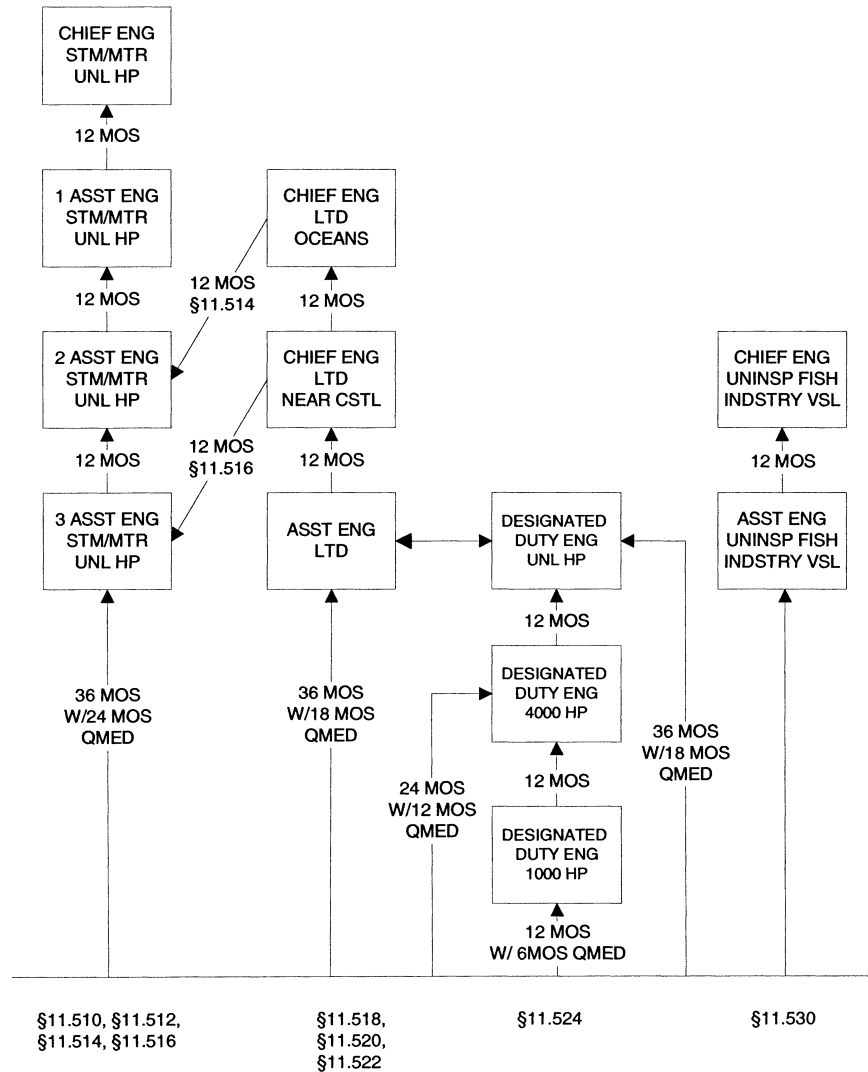 CHIEF ENG
STM/MTR
UNL HP
12 MOS
1 ASST ENG
STM/MTR
UNL HP
CHIEF ENG
LTD
OCEANS
12 MOS
12 MOS
§11.514
12 MOS
2 ASST ENG
STM/MTR
UNL HP
CHIEF ENG
LTD
NEAR CSTL
CHIEF ENG
UNINSP FISH
INDSTRY VSL
12 MOS
12 MOS
§11.516
12 MOS
12 MOS
3 ASST ENG
STM/MTR
UNL HP
ASST ENG
LTD
DESIGNATED
DUTY ENG
UNL HP
ASST ENG
UNINSP FISH
INDSTRY VSL
12 MOS
DESIGNATED
DUTY ENG
4000 HP
36 MOS
W/24 MOS
QMED
36 MOS
W/18 MOS
QMED
36 MOS
W/18 MOS
QMED
12 MOS
24 MOS
W/12 MOS
QMED
DESIGNATED
DUTY ENG
1000 HP
12 MOS
W/ 6MOS QMED
§11.510, §11.512,
§11.514, §11.516
§11.518,
§11.520,
§11.522
§11.524
§11.530